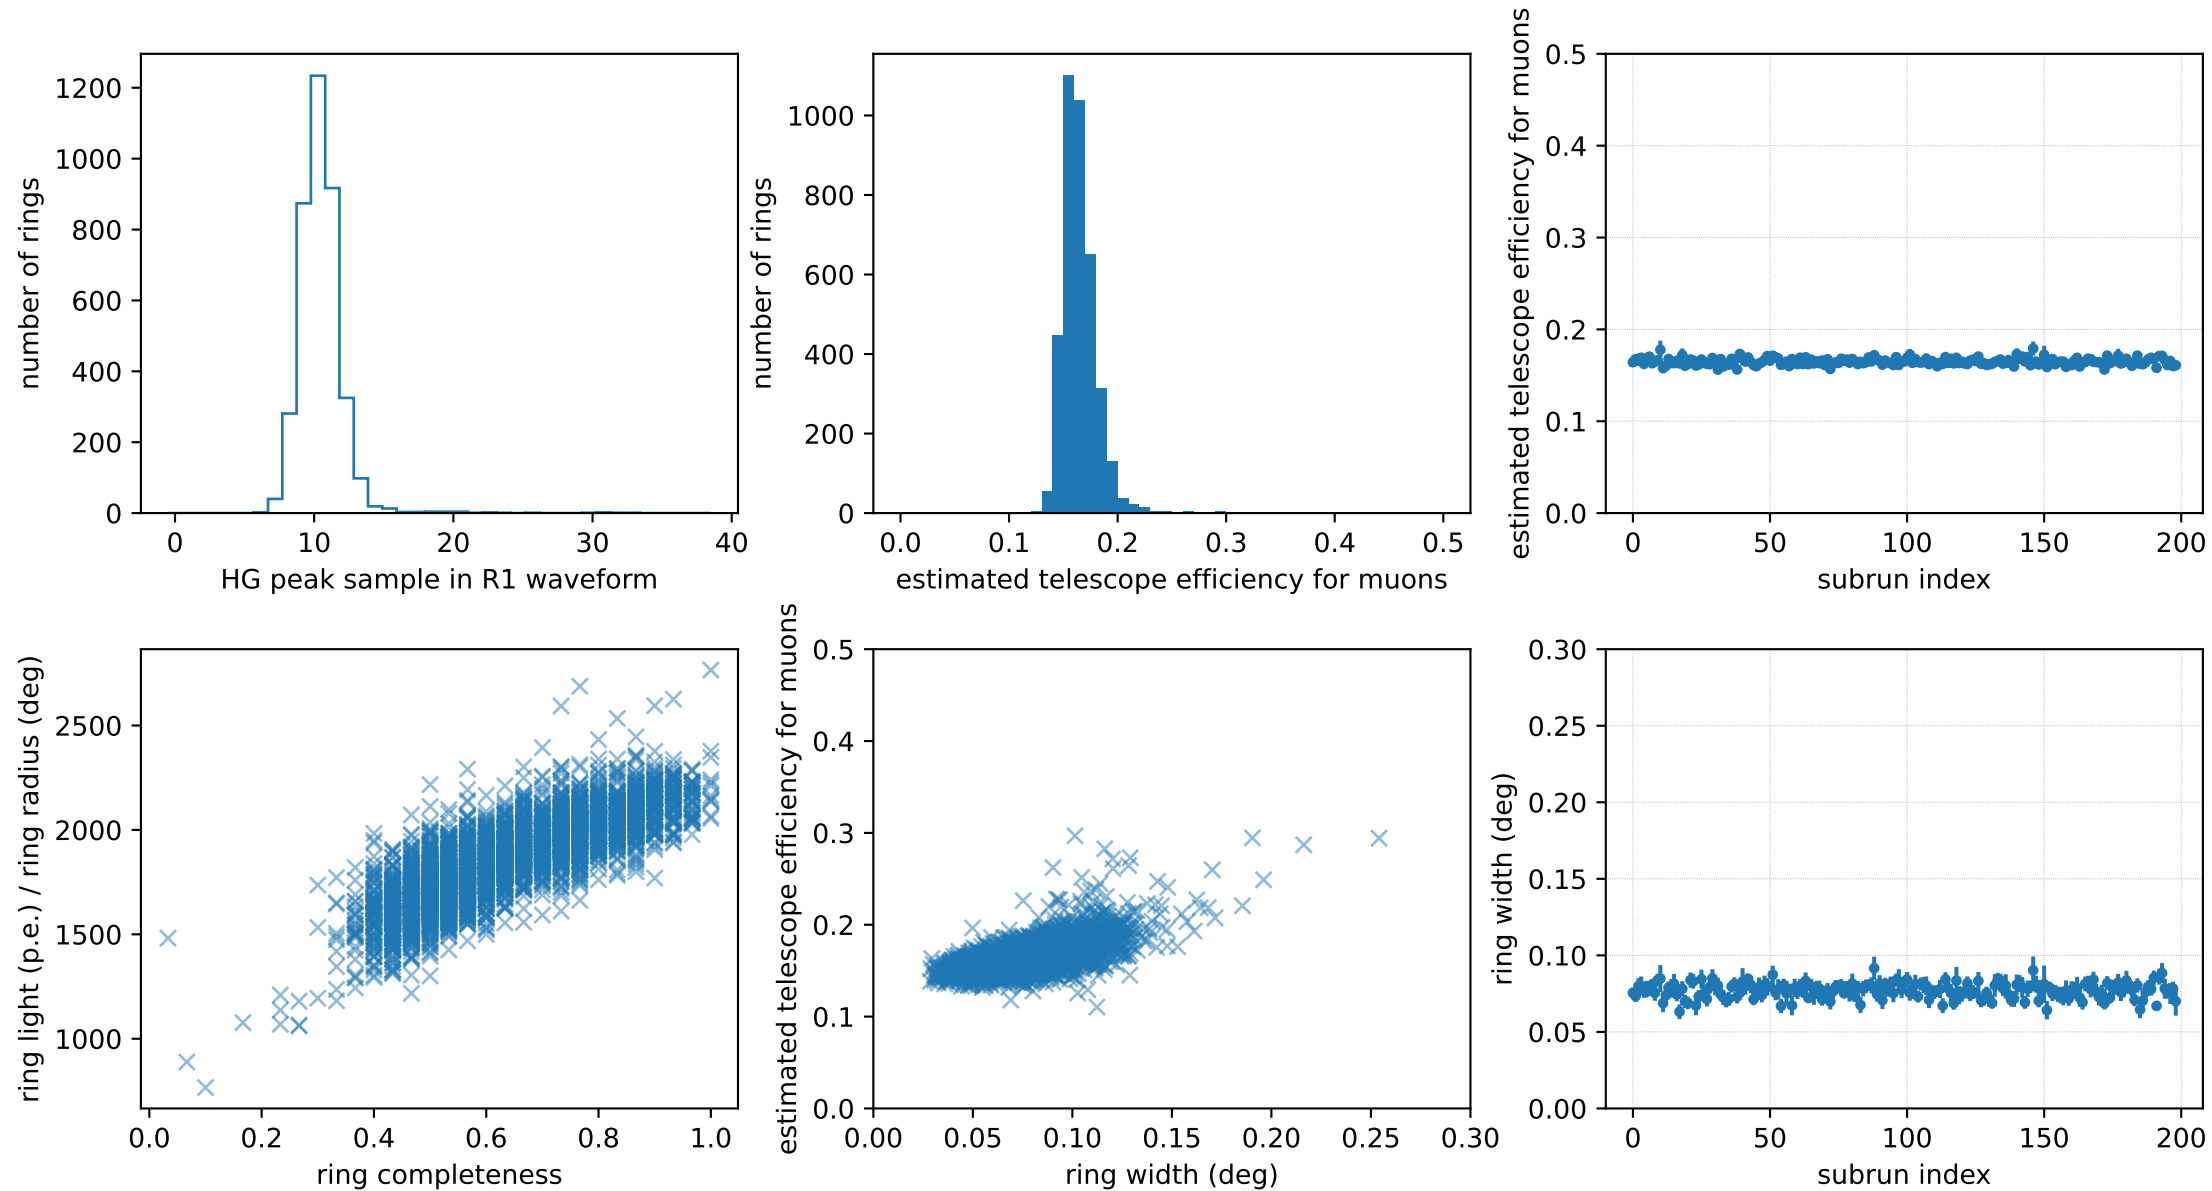 number of rings
1200
1000
800
600
400
200
0
0 10 20 30 40
HG peak sample in R1 waveform
number of rings
1000
800
600
400
200
0
0.0 0.1 0.2 0.3 0.4 0.5
estimated telescope efficiency for muons
estimated telescope efficiency for muons
0.5
0.4
0.3
0.2
0.1
0.0
0 50 100 150 200
subrun index
ring light (p.e.) / ring radius (deg)
2500
2000
1500
1000
0.0 0.2 0.4 0.6 0.8 1.0
ring completeness
estimated telescope efficiency for muons
0.5
0.4
0.3
0.2
0.1
0.0
0.00 0.05 0.10 0.15 0.20 0.25 0.30
ring width (deg)
ring width (deg)
0.30
0.25
0.20
0.15
0.10
0.05
0.00
0 50 100 150 200
subrun index